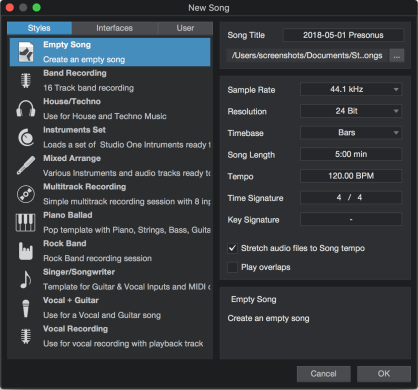 New Song
Styles Interfaces User
Empty Song
Create an empty song
Band Recording
16 Track band recording
House/Techno
Use for House and Techno Music
Instruments Set
Loads a set of Studio One Intruments ready t
Mixed Arrange
Various Instruments and audio tracks ready to
Multitrack Recording
Simple multitrack recording session with 8 inp
Piano Ballad
Pop template with Piano, Strings, Bass, Guita
Rock Band
Rock Band recording session
Singer/Songwriter
Template for Guitar & Vocal Inputs and MIDI c
Vocal + Guitar
Use for a Vocal and Guitar song
Vocal Recording
Use for vocal recording with playback track
Song Title 2018-05-01 Presonus
/Users/screenshots/Documents/St..ongs ...
Sample Rate 44.1 kHz
Resolution 24 Bit
Timebase Bars
Song Length 5:00 min
Tempo 120.00 BPM
Time Signature 4 / 4
Key Signature -
Stretch audio files to Song tempo
Play overlaps
Empty Song
Create an empty song
Cancel OK